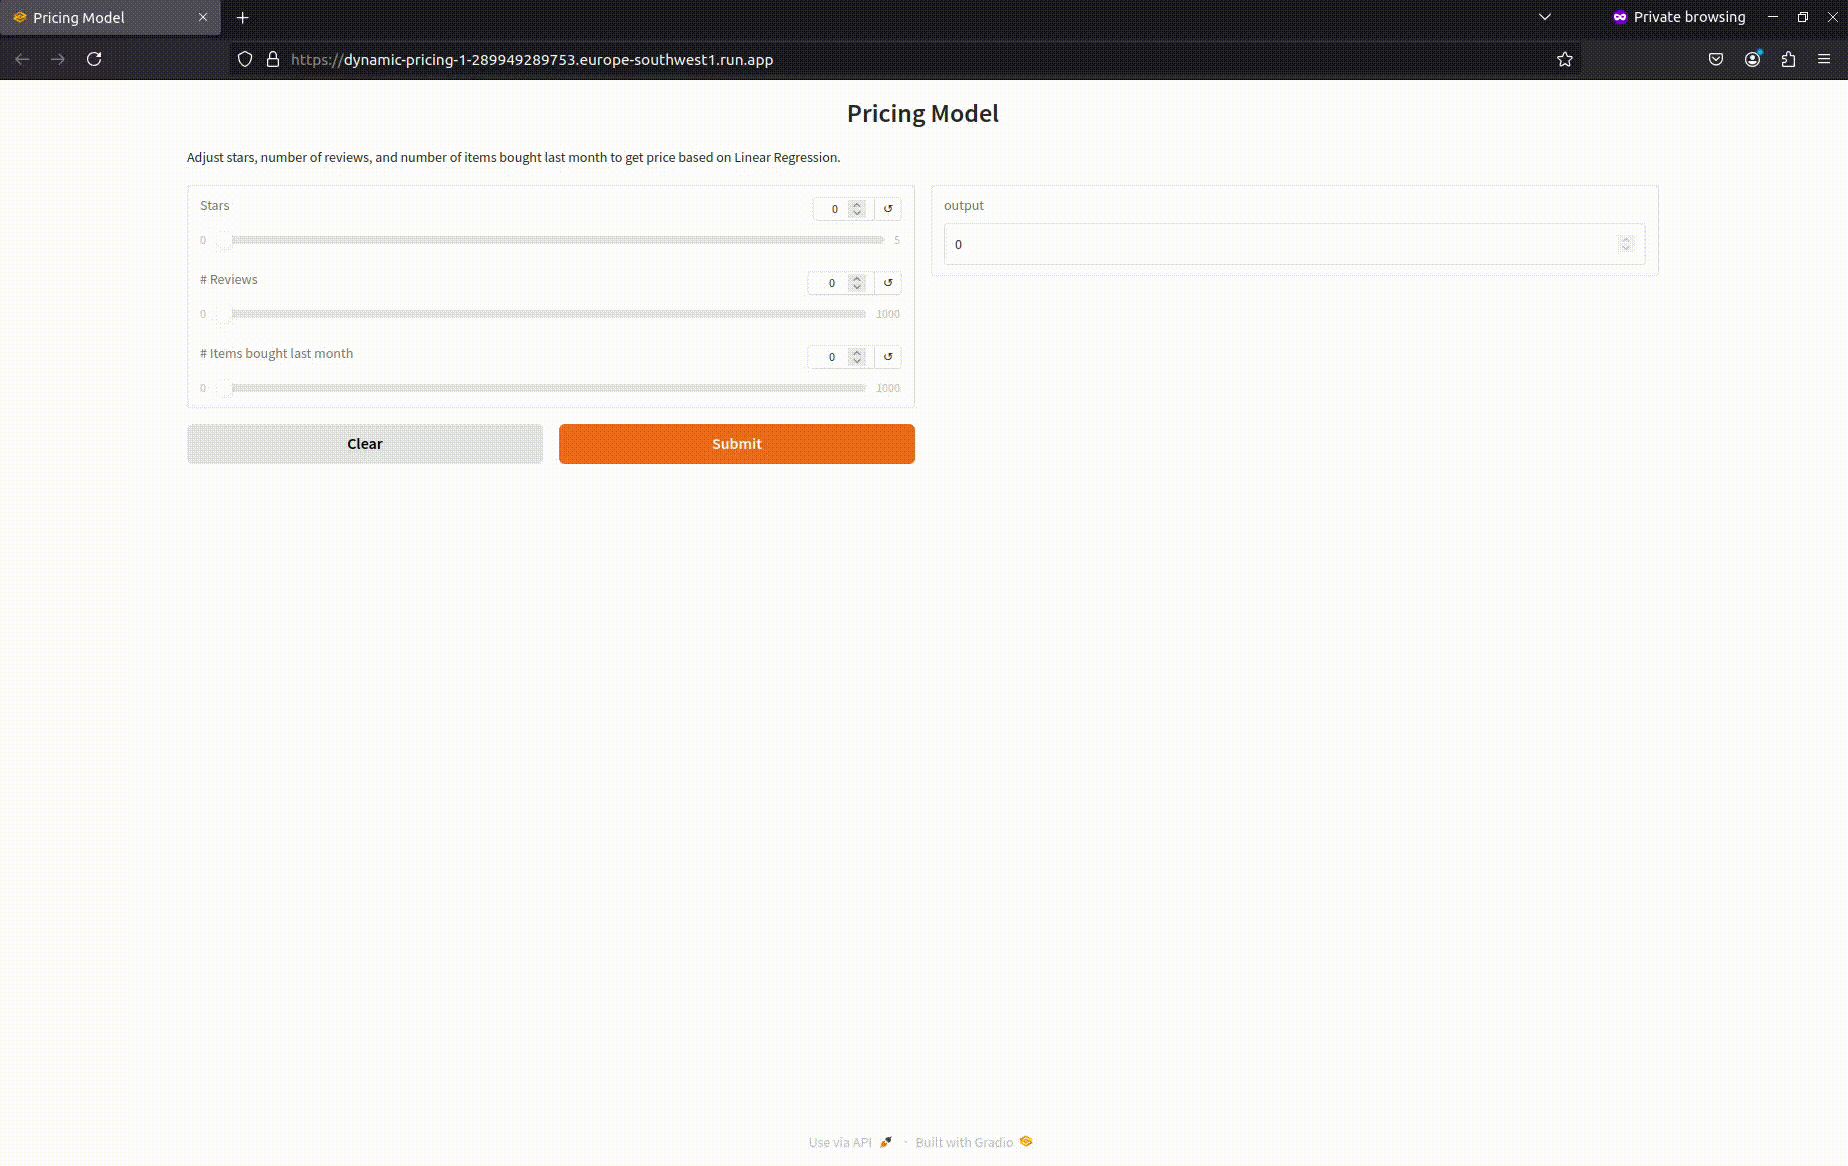 Pricing Model
Private browsing
https://dynamic-pricing-1-289949289753.europe-southwest1.run.app
Pricing Model
Adjust stars, number of reviews, and number of items bought last month to get price based on Linear Regression.
Stars
0
0
5
# Reviews
0
0
1000
# Items bought last month
0
0
1000
Clear
Submit
output
0
Use via API · Built with Gradio